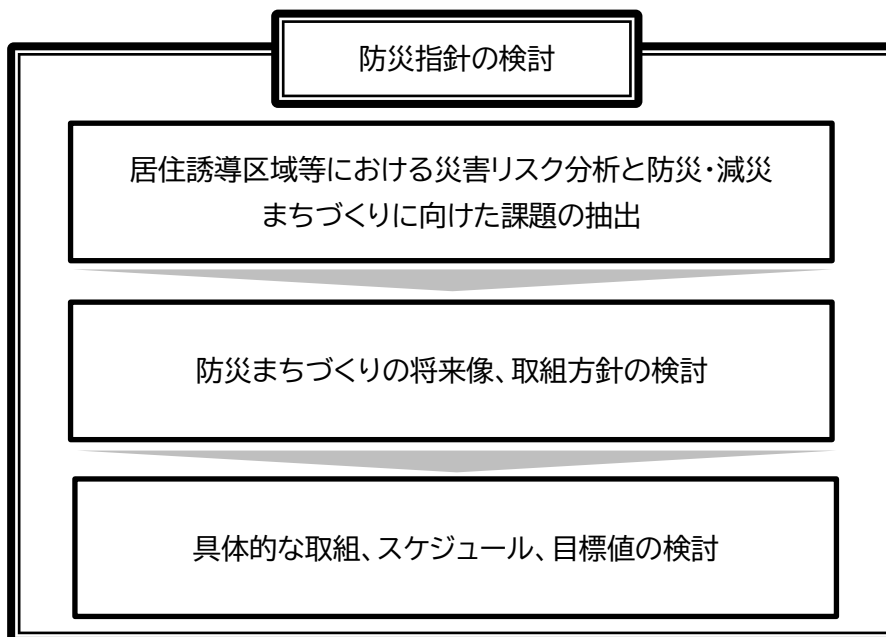 防災指針の検討
居住誘導区域等における災害リスク分析と防災・減災
まちづくりに向けた課題の抽出
防災まちづくりの将来像、取組方針の検討
具体的な取組、スケジュール、目標値の検討